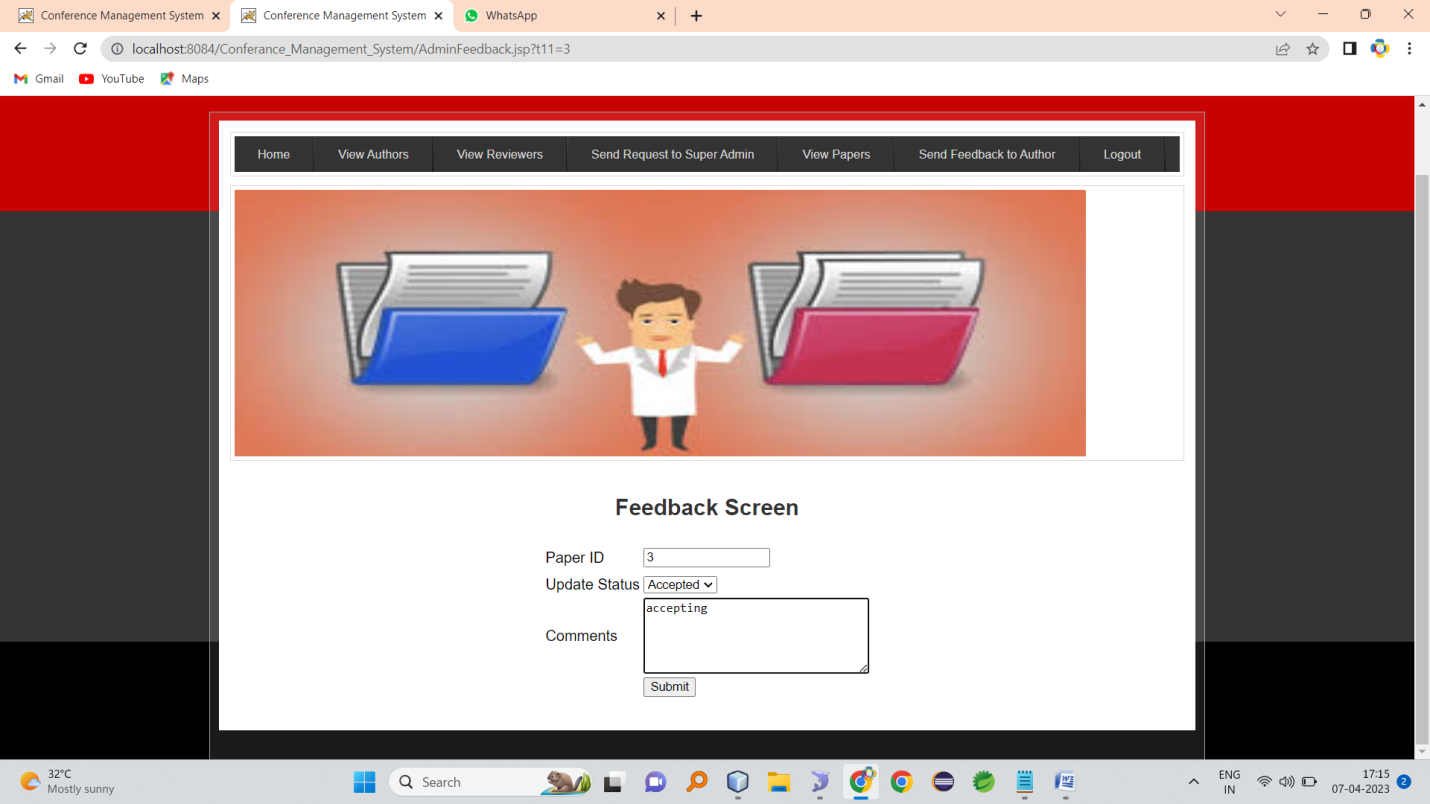 Conference Management System
Conference Management System
WhatsApp
localhost:8084/Conferance_Management_System/AdminFeedback.jsp?t11=3
Gmail YouTube Maps
Home View Authors View Reviewers Send Request to Super Admin View Papers Send Feedback to Author Logout
Feedback Screen
Paper ID 3
Update Status Accepted
Comments accepting
Submit
32°C
Mostly sunny
Search
ENG
IN
17:15
07-04-2023
2